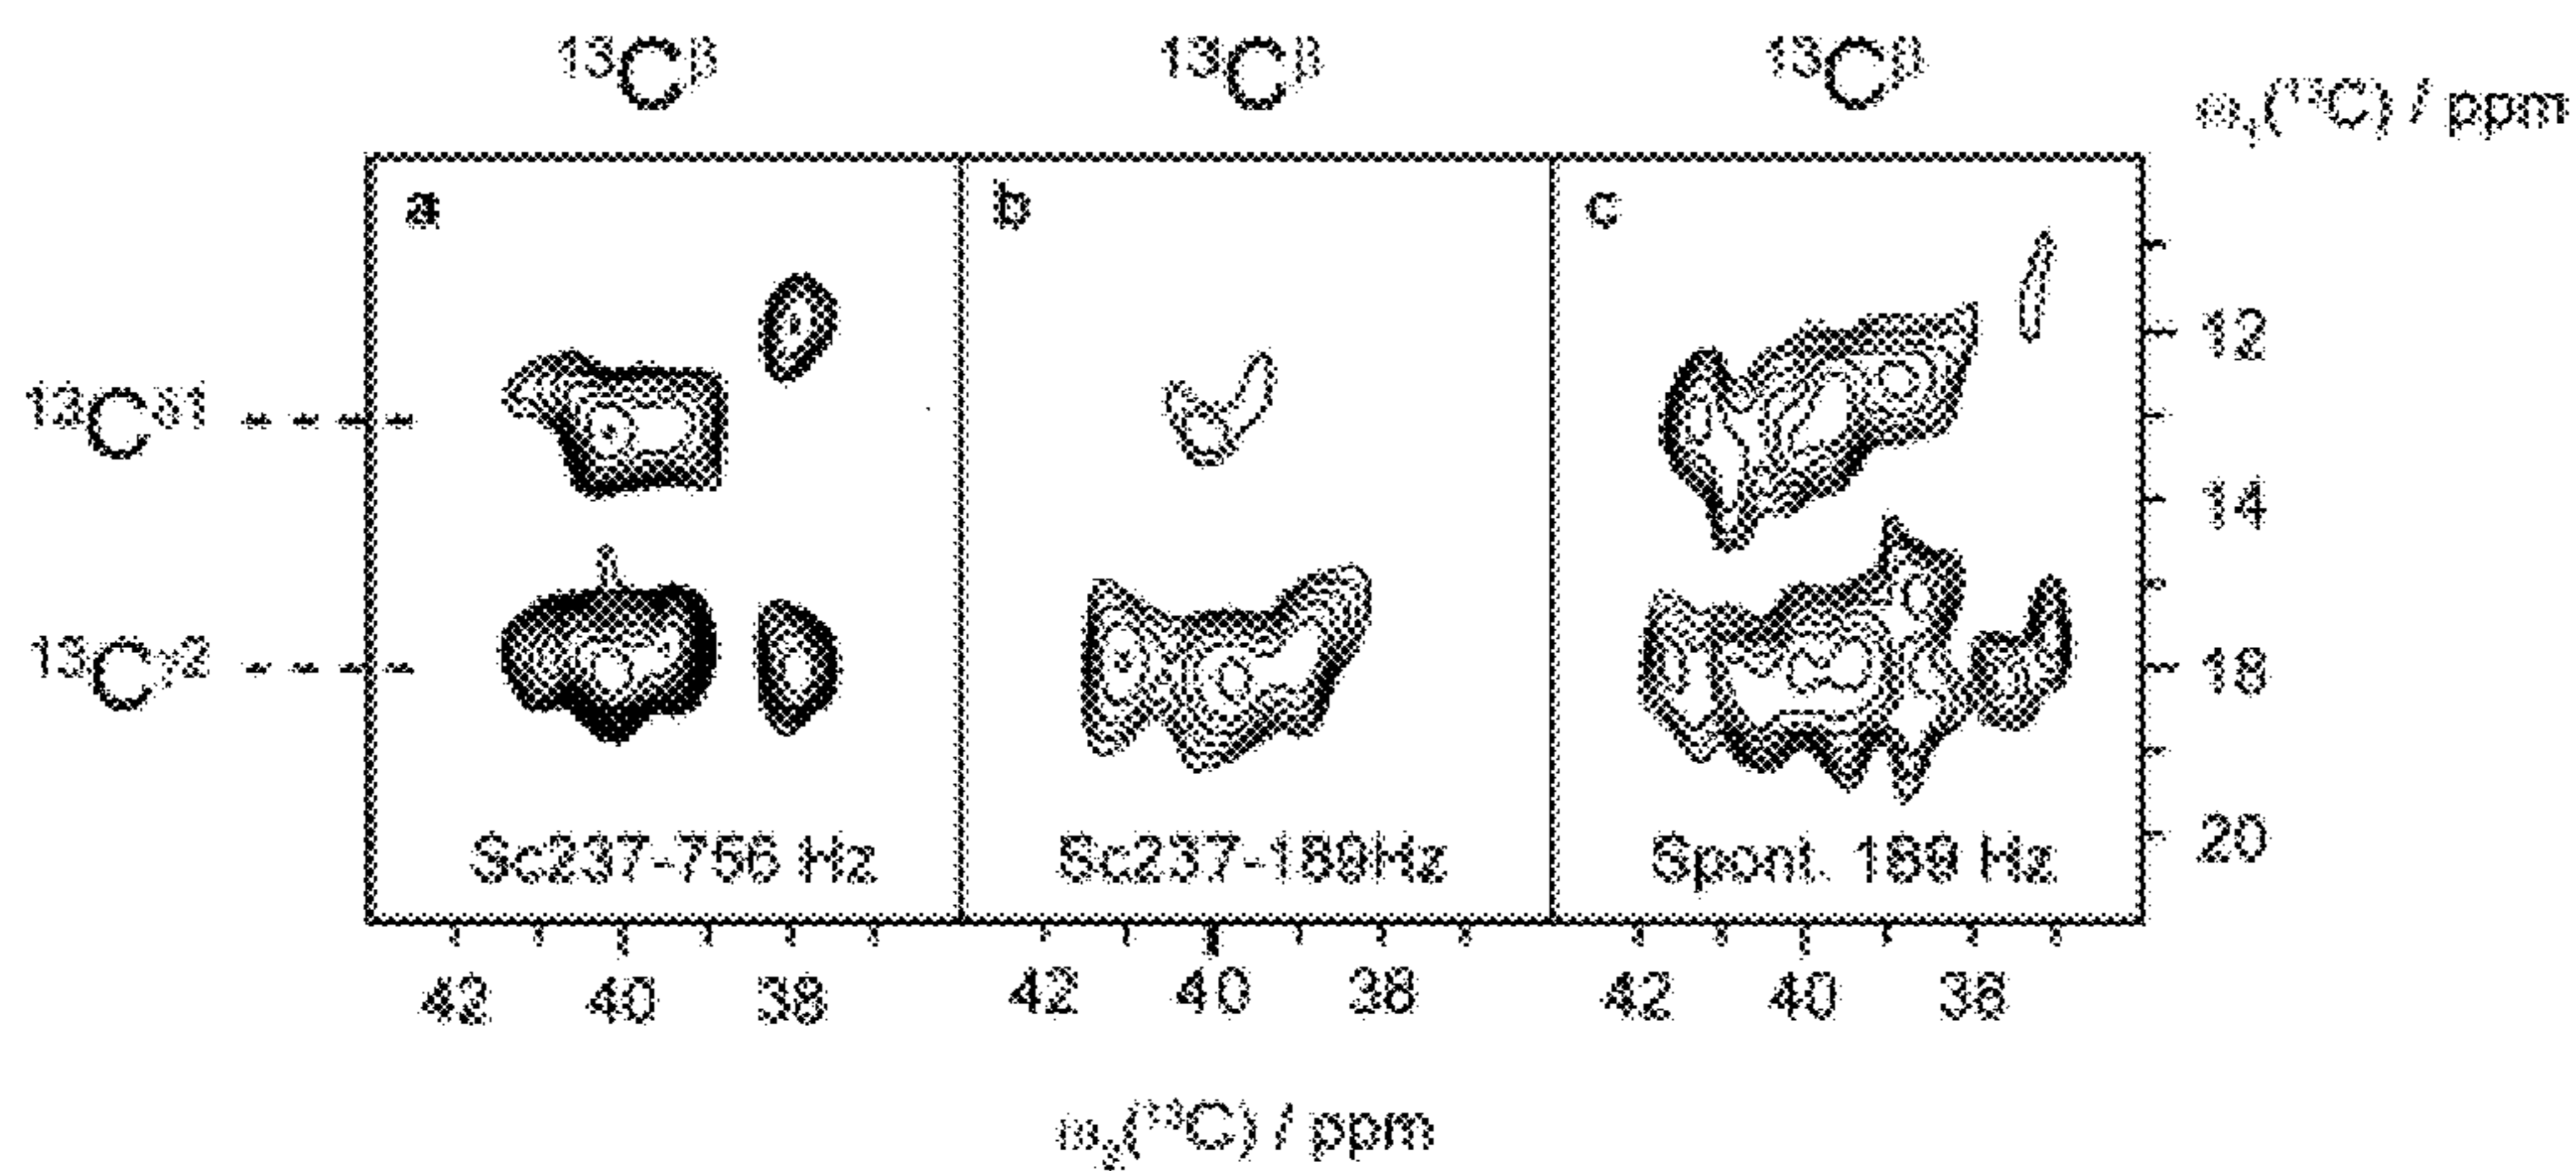 ¹³Cᵝ ¹³Cᵝ ¹³Cᵝ
ω₁(¹³C) / ppm
a b c
12
¹³Cᵟ¹
14
¹³Cᵞ² 18
20
Sc237-756 Hz Sc237-189Hz Spont. 189 Hz
42 40 38 42 40 38 42 40 38
ω₂(¹³C) / ppm